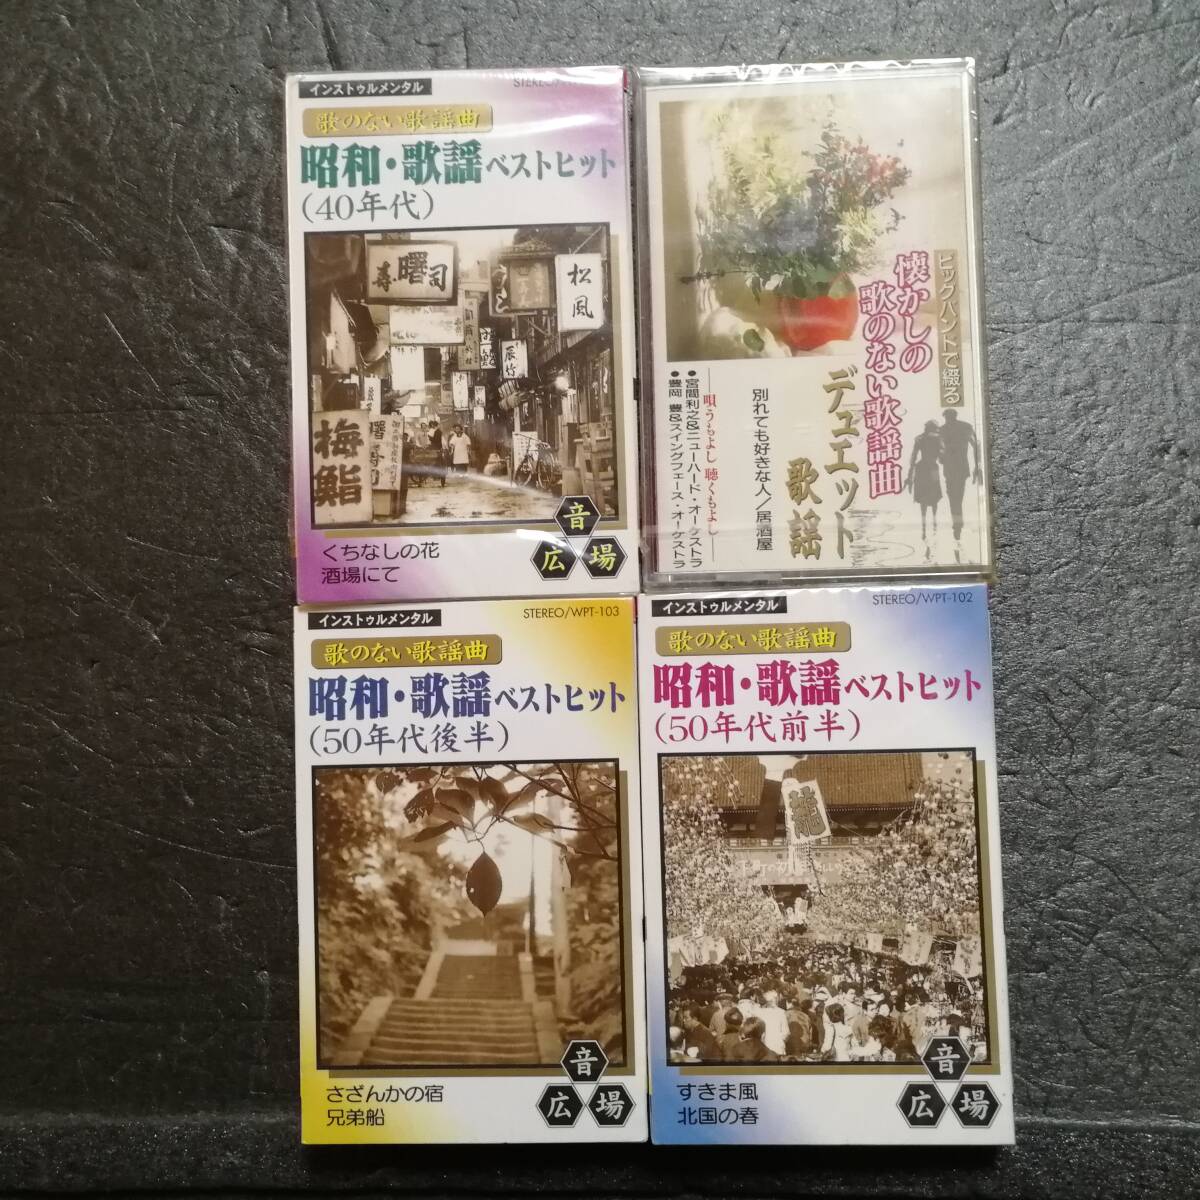 インストゥルメンタル
STEREO/
歌のない歌謡曲
昭和・歌謡ベストヒット
(40年代)
寿
曙
司
松風
辰竹
梅鮨
曙
くちなしの花
酒場にて
音
広場
ビッグバンドで綴る
懐かしの
歌のない歌謡曲
デュエット
歌謡
別れても好きな人/居酒屋
唄うもよし 聴くもよし
●宮間利之&ニューハード・オーケストラ
●豊岡 豊&スイングフェース・オーケストラ
インストゥルメンタル
STEREO/WPT-103
歌のない歌謡曲
昭和・歌謡ベストヒット
(50年代後半)
さざんかの宿
兄弟船
音
広場
インストゥルメンタル
STEREO/WPT-102
歌のない歌謡曲
昭和・歌謡ベストヒット
(50年代前半)
龍
すきま風
北国の春
音
広場